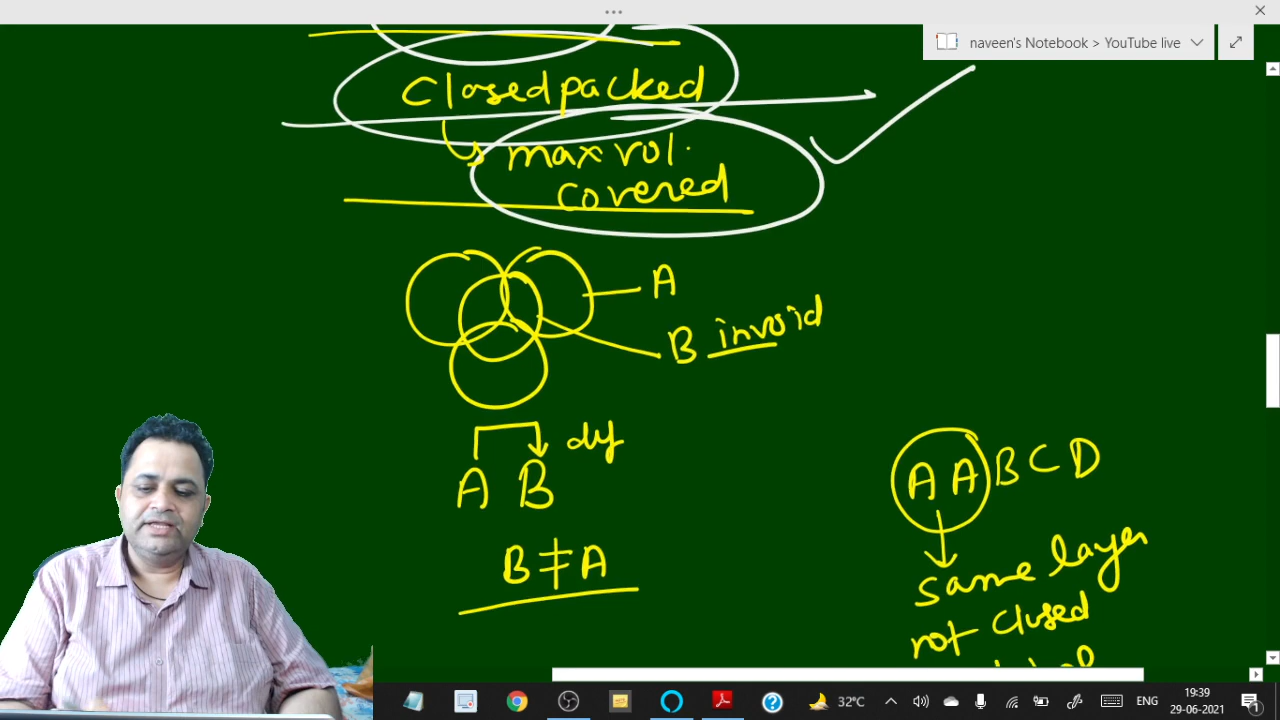 naveen's Notebook > YouTube live
Closed packed
max vol.
covered
A
B invoid
A B
B ≠ A
A A B C D
same layer
not closed
32°C
ENG
19:39
29-06-2021